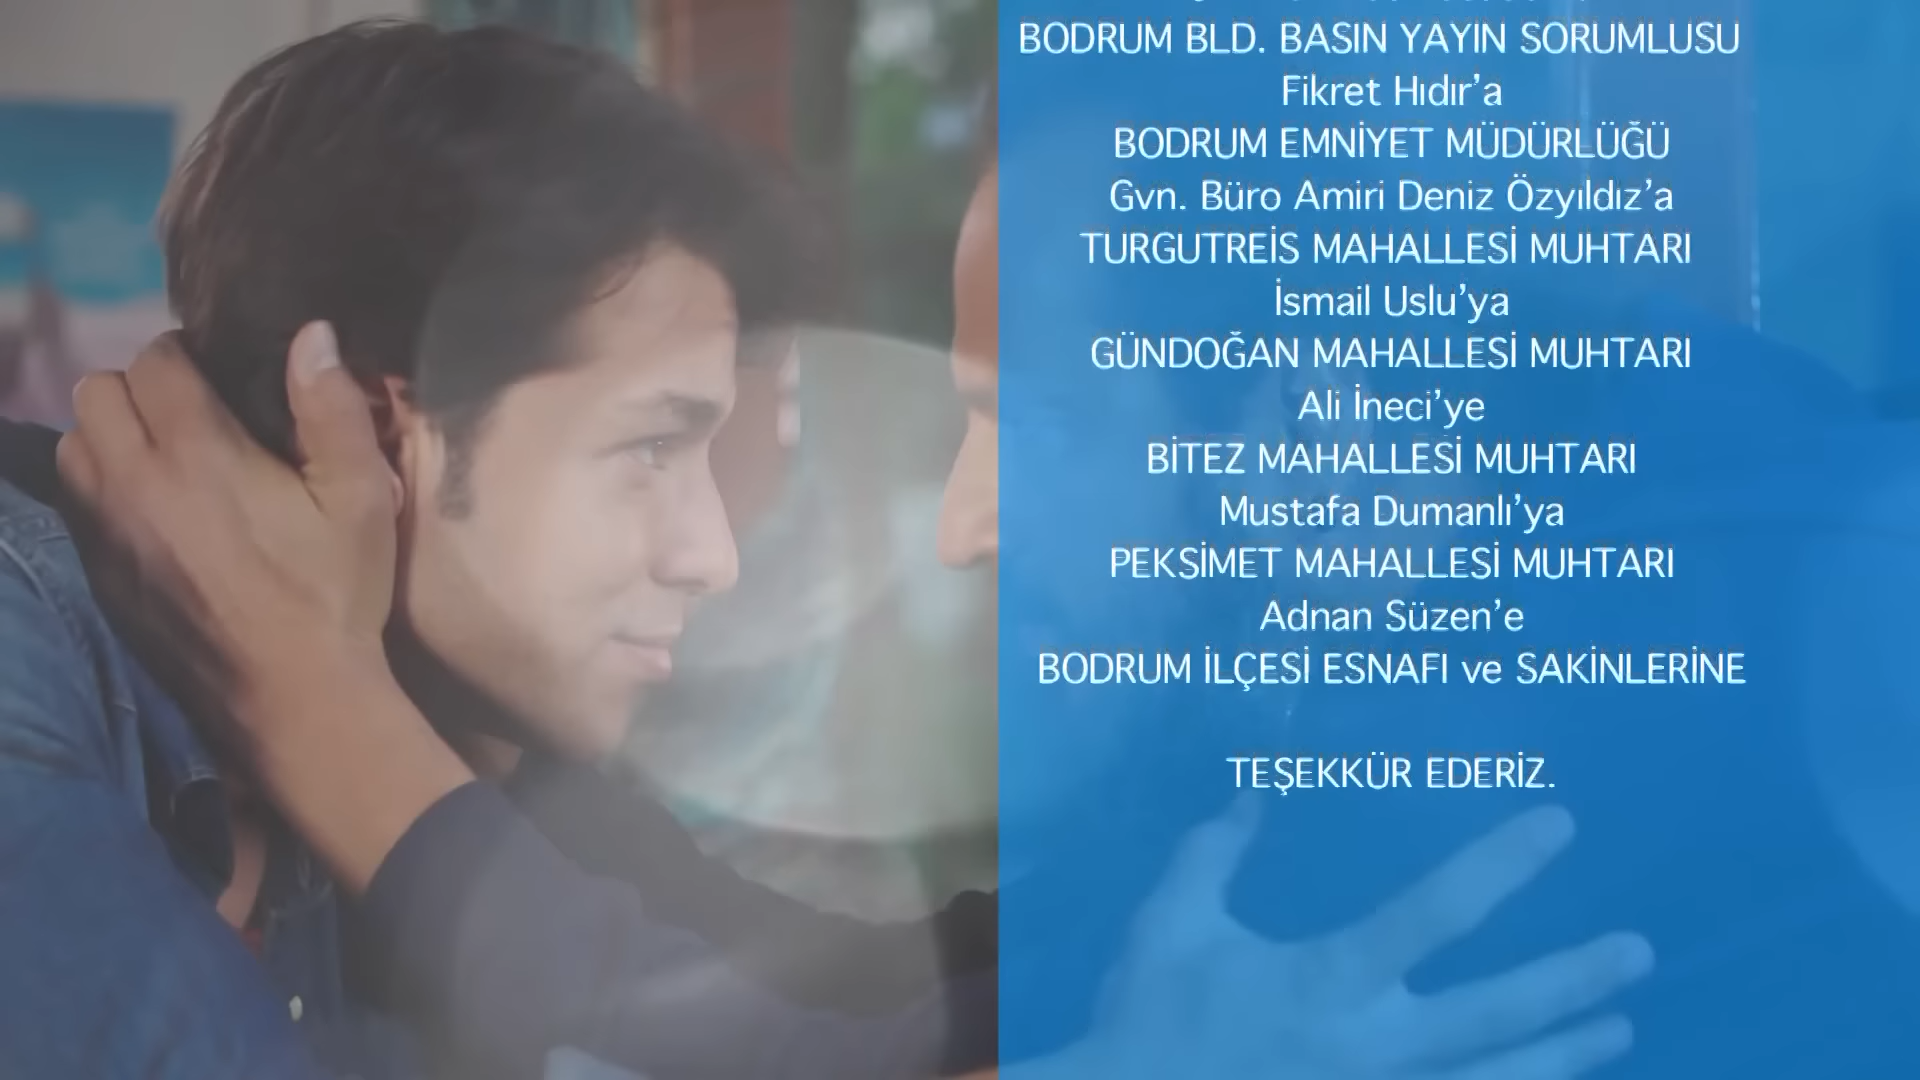 BODRUM BLD. BASIN YAYIN SORUMLUSU
Fikret Hıdır’a
BODRUM EMNİYET MÜDÜRLÜĞÜ
Gvn. Büro Amiri Deniz Özyıldız’a
TURGUTREİS MAHALLESİ MUHTARI
İsmail Uslu’ya
GÜNDOĞAN MAHALLESİ MUHTARI
Ali İneci’ye
BİTEZ MAHALLESİ MUHTARI
Mustafa Dumanlı’ya
PEKSİMET MAHALLESİ MUHTARI
Adnan Süzen’e
BODRUM İLÇESİ ESNAFI ve SAKİNLERİNE
TEŞEKKÜR EDERİZ.